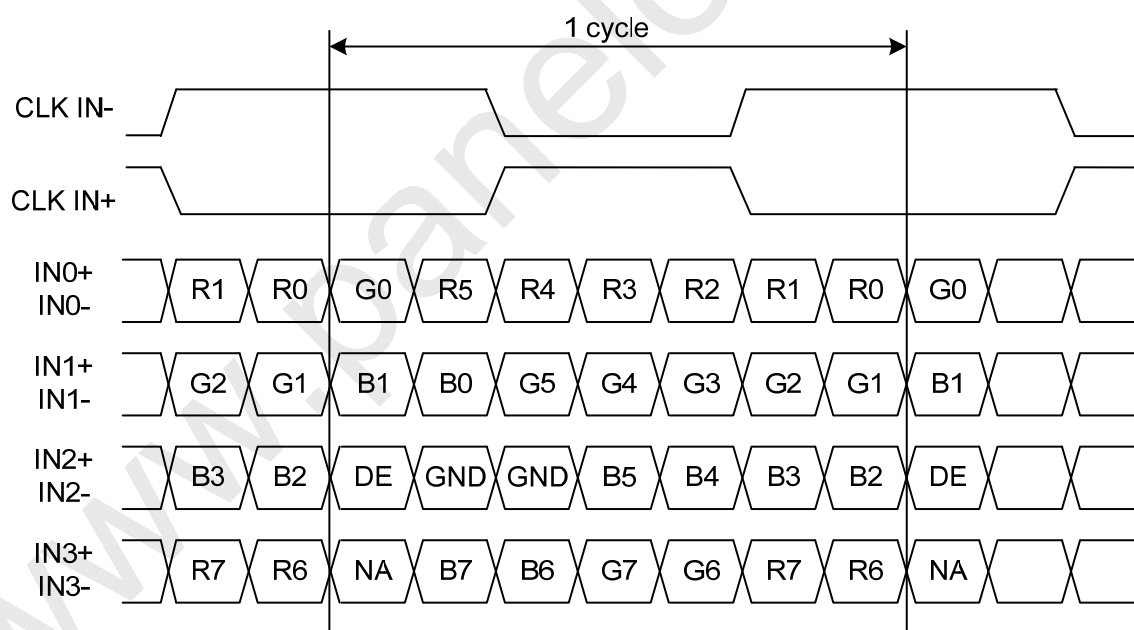 1 cycle
CLK IN-
CLK IN+
IN0+
IN0-
R1 R0 G0 R5 R4 R3 R2 R1 R0 G0
IN1+
IN1-
G2 G1 B1 B0 G5 G4 G3 G2 G1 B1
IN2+
IN2-
B3 B2 DE GND GND B5 B4 B3 B2 DE
IN3+
IN3-
R7 R6 NA B7 B6 G7 G6 R7 R6 NA
www.panelo